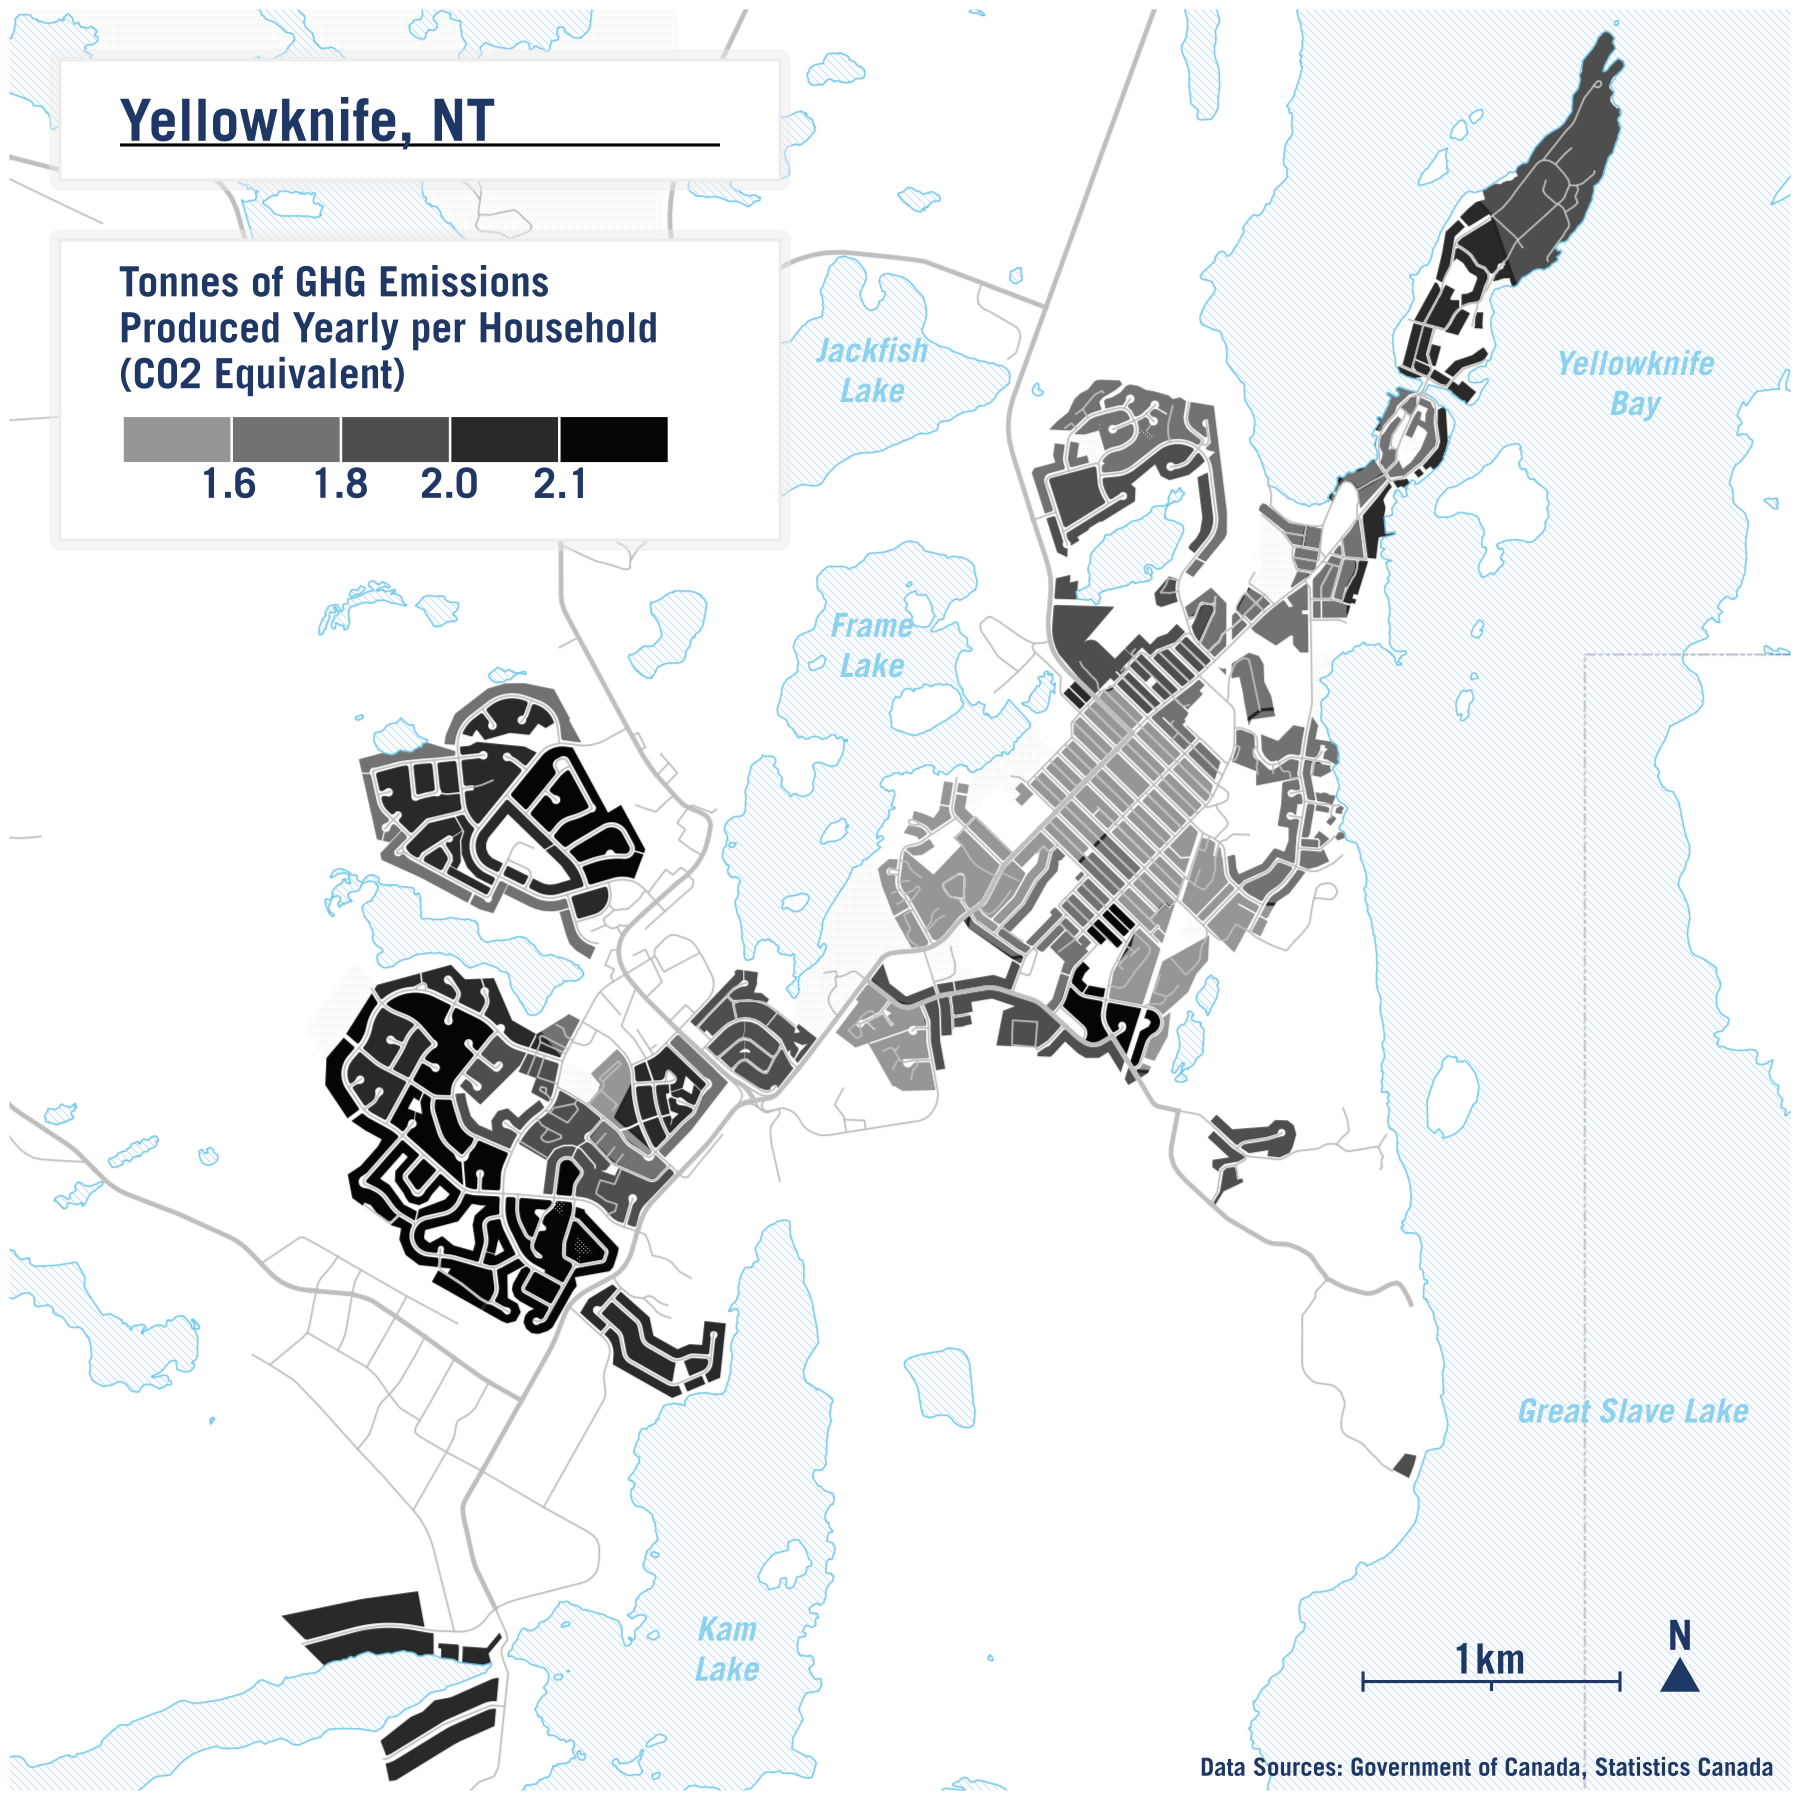 Yellowknife, NT
Tonnes of GHG Emissions
Produced Yearly per Household
(CO2 Equivalent)
1.6 1.8 2.0 2.1
Jackfish
Lake
Yellowknife
Bay
Frame
Lake
Great Slave Lake
Kam
Lake
N
1km
Data Sources: Government of Canada, Statistics Canada